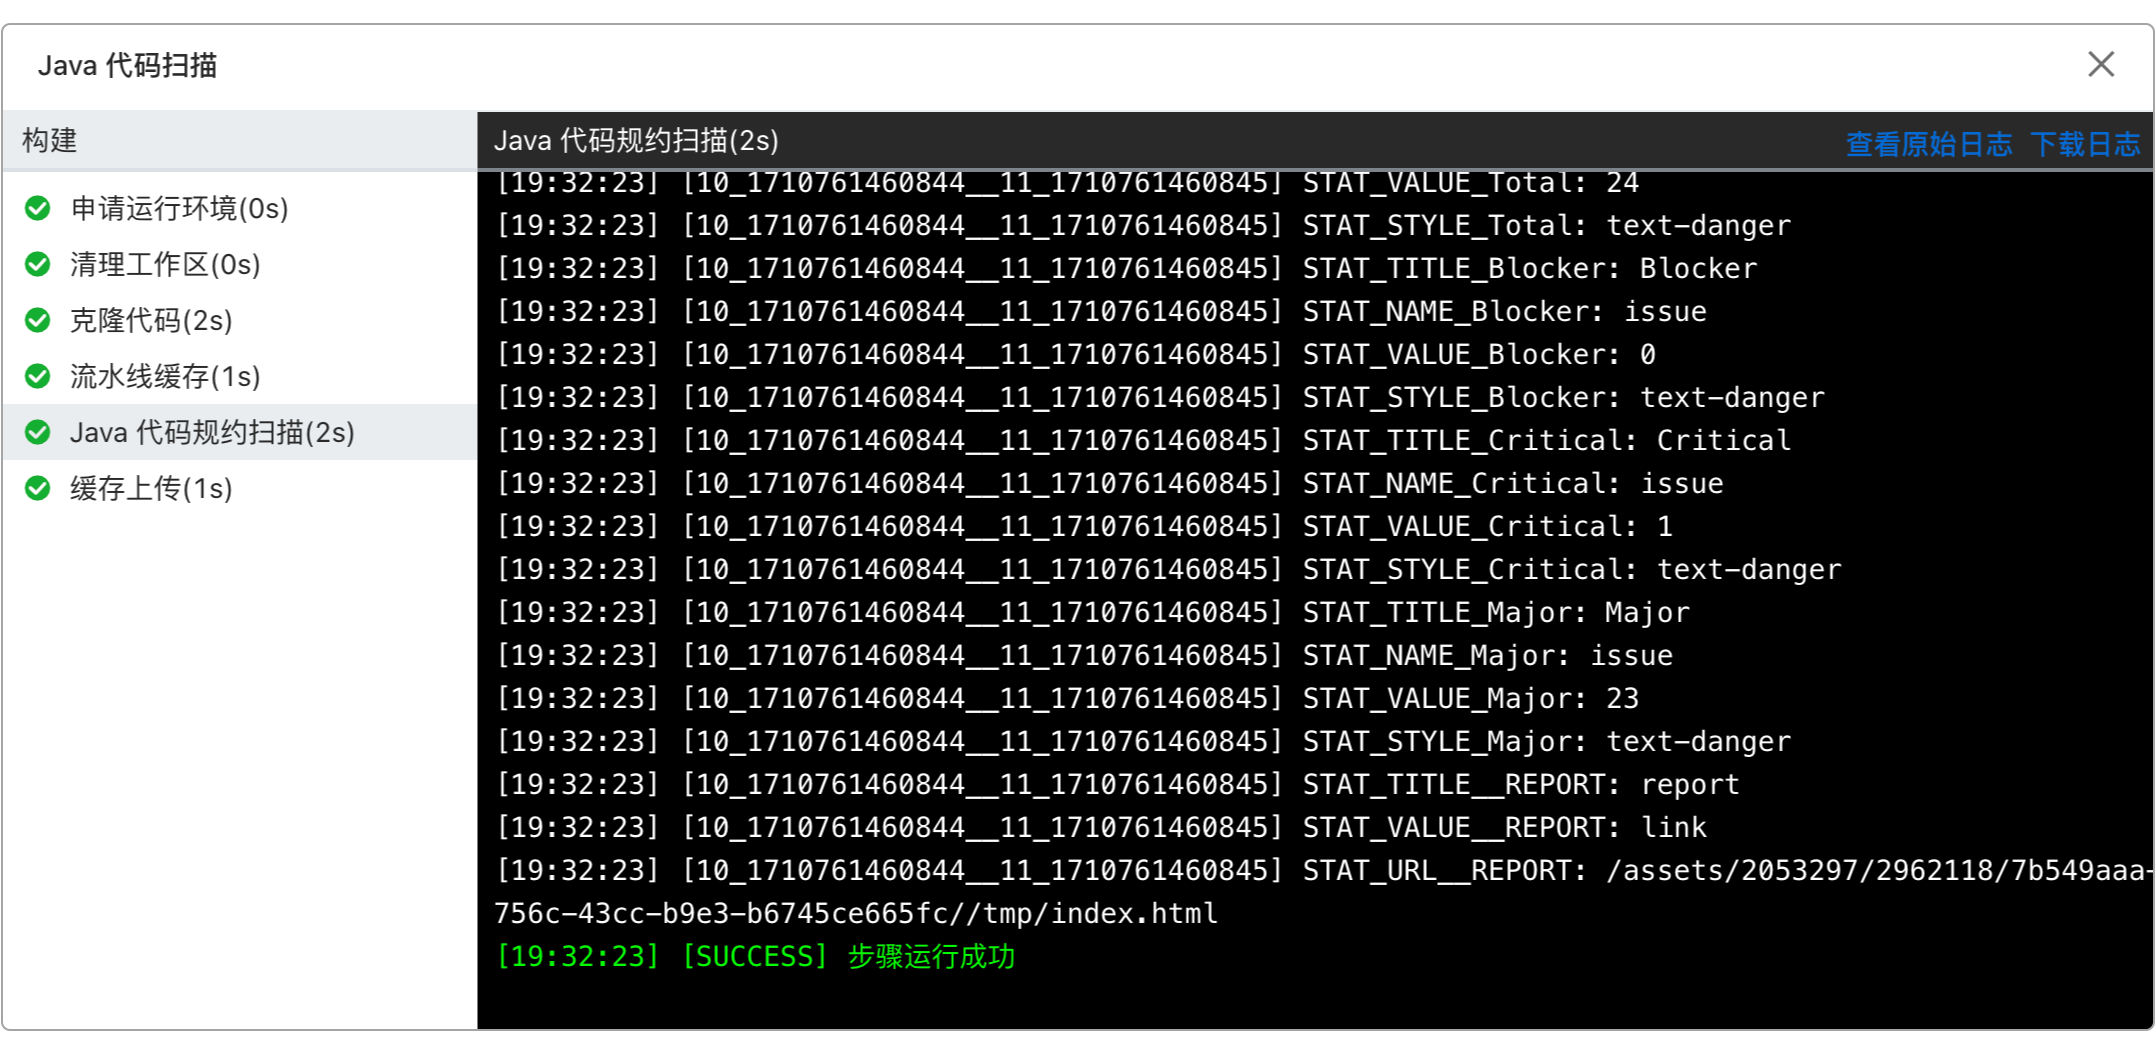 Java 代码扫描
构建
申请运行环境(0s)
清理工作区(0s)
克隆代码(2s)
流水线缓存(1s)
Java 代码规约扫描(2s)
缓存上传(1s)
Java 代码规约扫描(2s)
查看原始日志 下载日志
[19:32:23] [10_1710761460844__11_1710761460845] STAT_VALUE_Total: 24
[19:32:23] [10_1710761460844__11_1710761460845] STAT_STYLE_Total: text-danger
[19:32:23] [10_1710761460844__11_1710761460845] STAT_TITLE_Blocker: Blocker
[19:32:23] [10_1710761460844__11_1710761460845] STAT_NAME_Blocker: issue
[19:32:23] [10_1710761460844__11_1710761460845] STAT_VALUE_Blocker: 0
[19:32:23] [10_1710761460844__11_1710761460845] STAT_STYLE_Blocker: text-danger
[19:32:23] [10_1710761460844__11_1710761460845] STAT_TITLE_Critical: Critical
[19:32:23] [10_1710761460844__11_1710761460845] STAT_NAME_Critical: issue
[19:32:23] [10_1710761460844__11_1710761460845] STAT_VALUE_Critical: 1
[19:32:23] [10_1710761460844__11_1710761460845] STAT_STYLE_Critical: text-danger
[19:32:23] [10_1710761460844__11_1710761460845] STAT_TITLE_Major: Major
[19:32:23] [10_1710761460844__11_1710761460845] STAT_NAME_Major: issue
[19:32:23] [10_1710761460844__11_1710761460845] STAT_VALUE_Major: 23
[19:32:23] [10_1710761460844__11_1710761460845] STAT_STYLE_Major: text-danger
[19:32:23] [10_1710761460844__11_1710761460845] STAT_TITLE__REPORT: report
[19:32:23] [10_1710761460844__11_1710761460845] STAT_VALUE__REPORT: link
[19:32:23] [10_1710761460844__11_1710761460845] STAT_URL__REPORT: /assets/2053297/2962118/7b549aaa-
756c-43cc-b9e3-b6745ce665fc//tmp/index.html
[19:32:23] [SUCCESS] 步骤运行成功